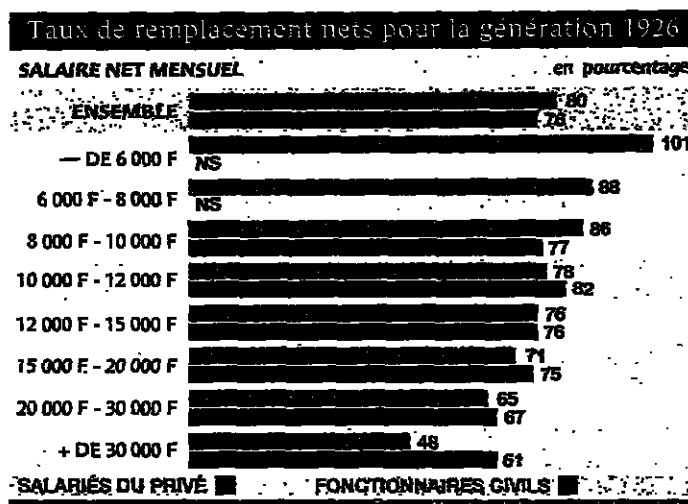 Taux de remplacement nets pour la génération 1926
SALAIRE NET MENSUEL en pourcentage
ENSEMBLE 80
76
— DE 6 000 F 101
NS
6 000 F - 8 000 F 88
NS
8 000 F - 10 000 F 86
77
10 000 F - 12 000 F 78
82
12 000 F - 15 000 F 76
76
15 000 F - 20 000 F 71
75
20 000 F - 30 000 F 65
67
+ DE 30 000 F 48
61
SALARIÉS DU PRIVÉ FONCTIONNAIRES CIVILS